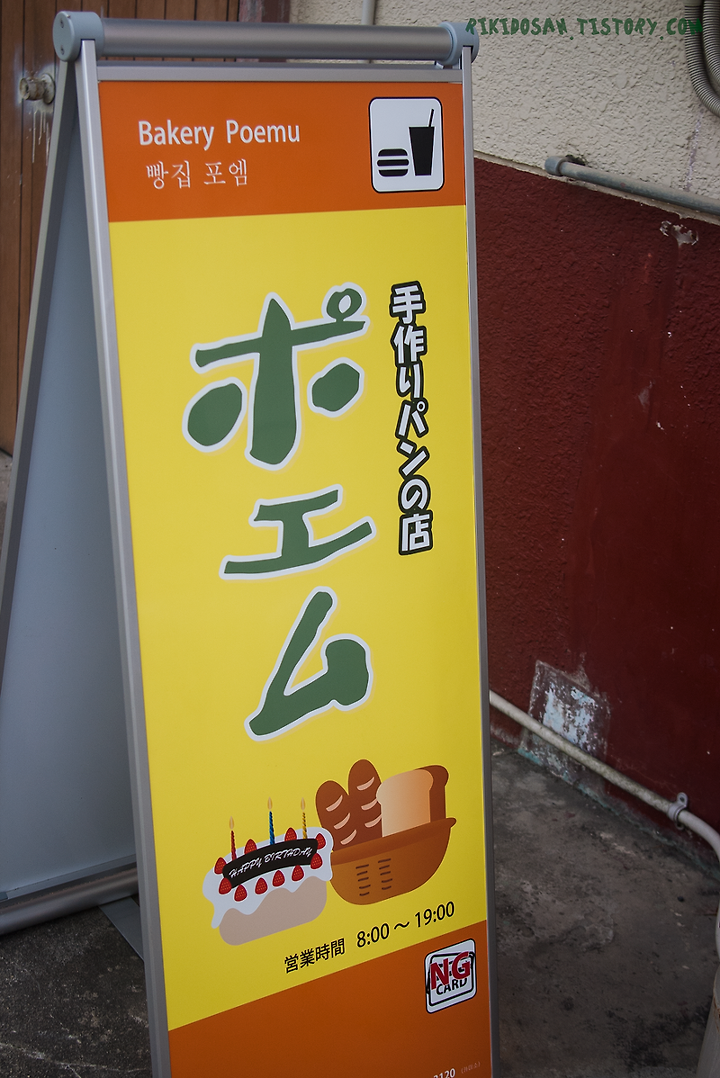 RIKIDOSAN.TISTORY.COM
Bakery Poemu
빵집 포엠
手作りパンの店
ポエム
HAPPY BIRTHDAY
営業時間 8:00～19:00
NG
CARD